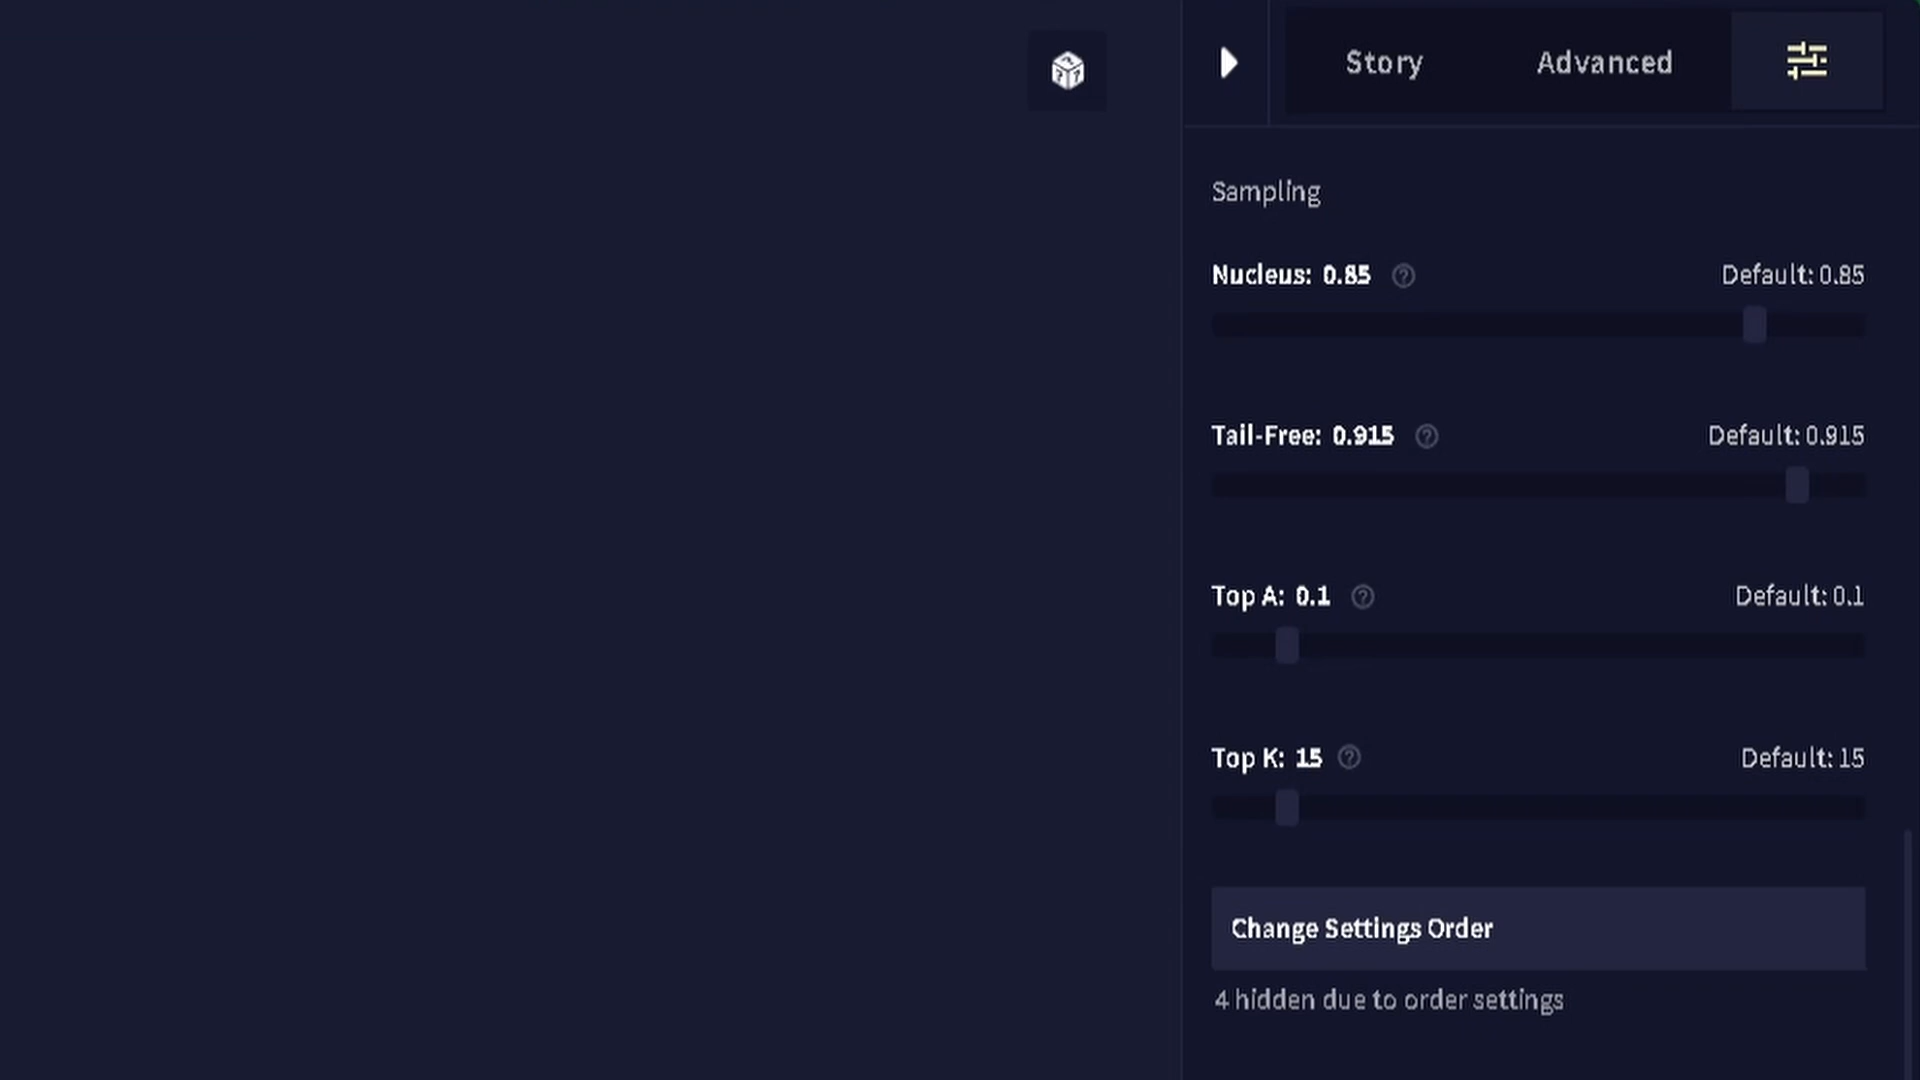 Story Advanced
Sampling
Nucleus: 0.85 Default: 0.85
Tail-Free: 0.915 Default: 0.915
Top A: 0.1 Default: 0.1
Top K: 15 Default: 15
Change Settings Order
4 hidden due to order settings